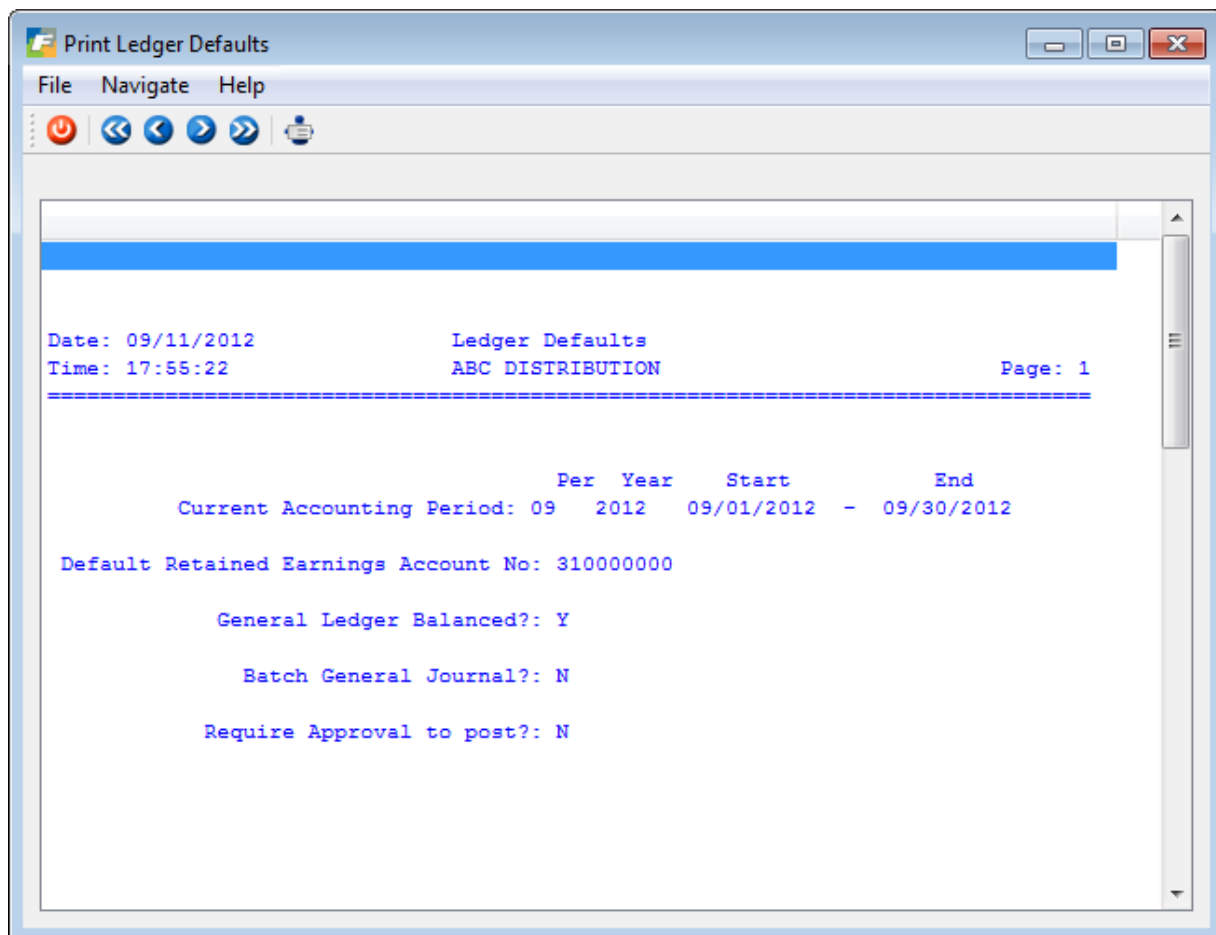 Print Ledger Defaults
File Navigate Help
Date: 09/11/2012 Ledger Defaults
Time: 17:55:22 ABC DISTRIBUTION Page: 1
================================================================================
Per Year Start End
Current Accounting Period: 09 2012 09/01/2012 - 09/30/2012
Default Retained Earnings Account No: 310000000
General Ledger Balanced?: Y
Batch General Journal?: N
Require Approval to post?: N